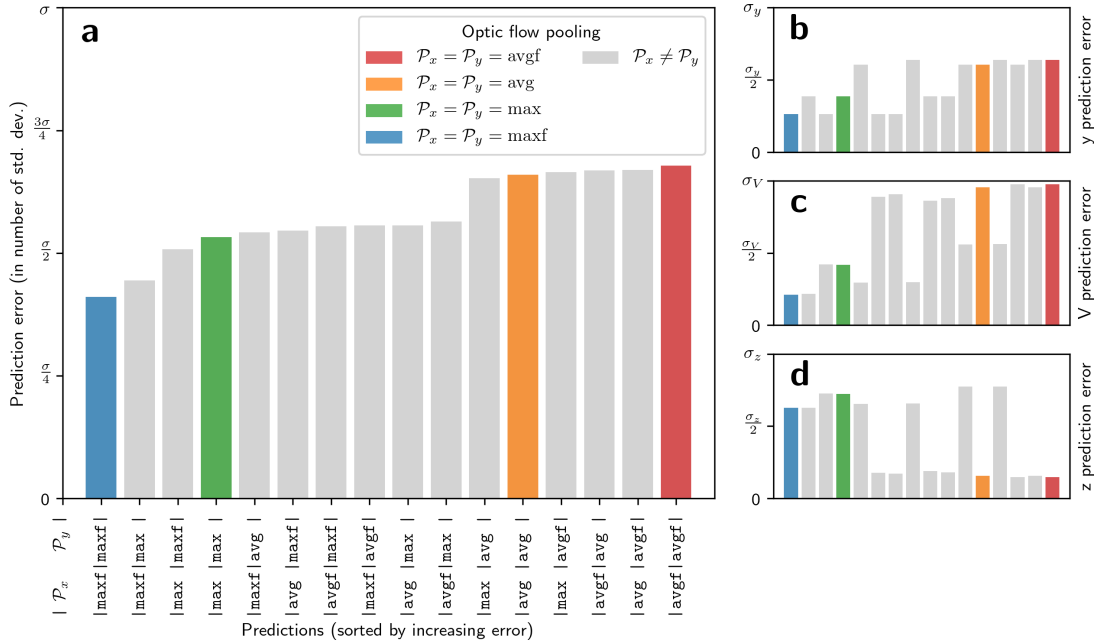 a
Prediction error (in number of std. dev.)
σ
3σ/4
σ/2
σ/4
0
Optic flow pooling
𝒫x = 𝒫y = avgf
𝒫x = 𝒫y = avg
𝒫x = 𝒫y = max
𝒫x = 𝒫y = maxf
𝒫x ≠ 𝒫y
| 𝒫x 𝒫y |
|maxf|maxf|
|maxf|max |
|max |maxf|
|max |max |
|maxf|avg |
|avg |maxf|
|avgf|maxf|
|maxf|avgf|
|avg |max |
|avgf|max |
|max |avg |
|avg |avg |
|max |avgf|
|avgf|avg |
|avg |avgf|
|avgf|avgf|
Predictions (sorted by increasing error)
b
σy
σy/2
0
y prediction error
c
σV
σV/2
0
V prediction error
d
σz
σz/2
0
z prediction error